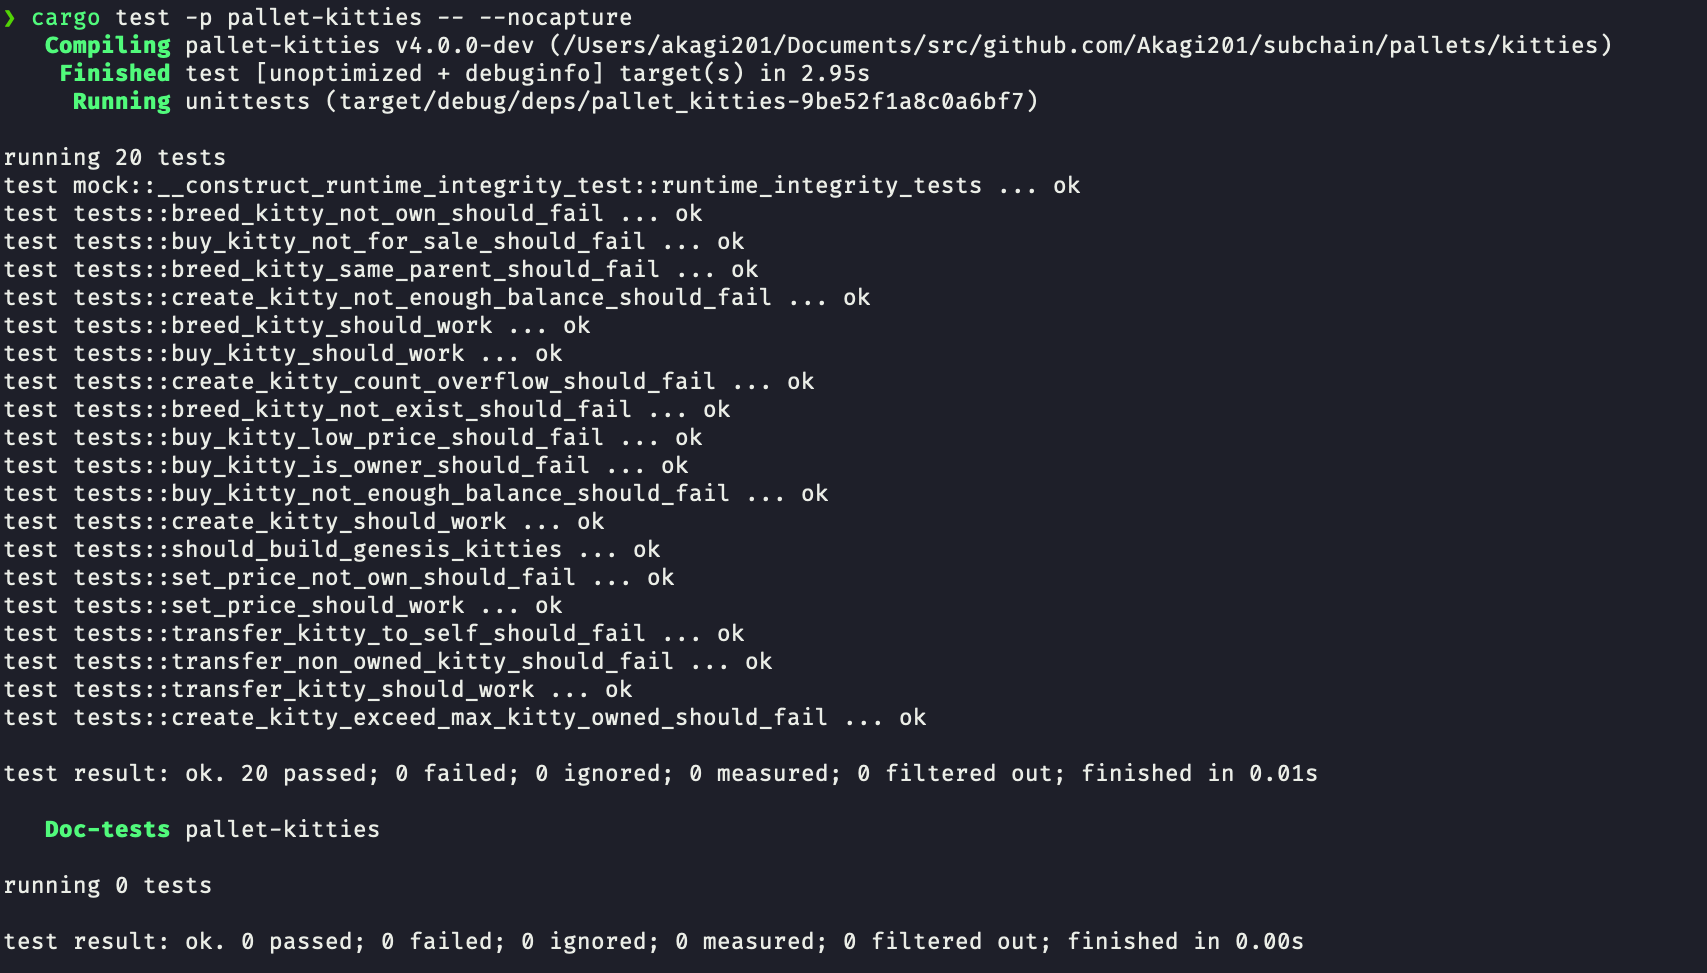 ❯ cargo test -p pallet-kitties -- --nocapture
Compiling pallet-kitties v4.0.0-dev (/Users/akagi201/Documents/src/github.com/Akagi201/subchain/pallets/kitties)
Finished test [unoptimized + debuginfo] target(s) in 2.95s
Running unittests (target/debug/deps/pallet_kitties-9be52f1a8c0a6bf7)
running 20 tests
test mock::__construct_runtime_integrity_test::runtime_integrity_tests ... ok
test tests::breed_kitty_not_own_should_fail ... ok
test tests::buy_kitty_not_for_sale_should_fail ... ok
test tests::breed_kitty_same_parent_should_fail ... ok
test tests::create_kitty_not_enough_balance_should_fail ... ok
test tests::breed_kitty_should_work ... ok
test tests::buy_kitty_should_work ... ok
test tests::create_kitty_count_overflow_should_fail ... ok
test tests::breed_kitty_not_exist_should_fail ... ok
test tests::buy_kitty_low_price_should_fail ... ok
test tests::buy_kitty_is_owner_should_fail ... ok
test tests::buy_kitty_not_enough_balance_should_fail ... ok
test tests::create_kitty_should_work ... ok
test tests::should_build_genesis_kitties ... ok
test tests::set_price_not_own_should_fail ... ok
test tests::set_price_should_work ... ok
test tests::transfer_kitty_to_self_should_fail ... ok
test tests::transfer_non_owned_kitty_should_fail ... ok
test tests::transfer_kitty_should_work ... ok
test tests::create_kitty_exceed_max_kitty_owned_should_fail ... ok
test result: ok. 20 passed; 0 failed; 0 ignored; 0 measured; 0 filtered out; finished in 0.01s
Doc-tests pallet-kitties
running 0 tests
test result: ok. 0 passed; 0 failed; 0 ignored; 0 measured; 0 filtered out; finished in 0.00s